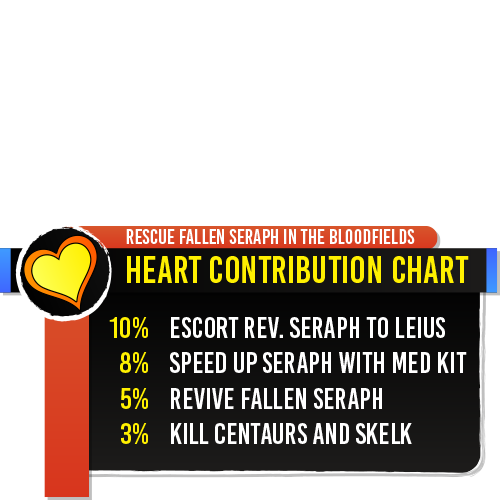 RESCUE FALLEN SERAPH IN THE BLOODFIELDS
HEART CONTRIBUTION CHART
10% ESCORT REV. SERAPH TO LEIUS
8% SPEED UP SERAPH WITH MED KIT
5% REVIVE FALLEN SERAPH
3% KILL CENTAURS AND SKELK